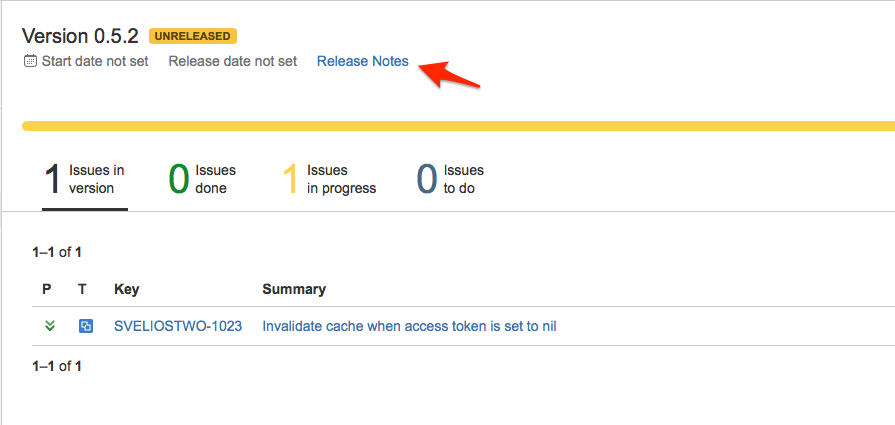 Version 0.5.2 UNRELEASED
Start date not set Release date not set Release Notes
1 Issues in version 0 Issues done 1 Issues in progress 0 Issues to do
1–1 of 1
P T Key Summary
SVELIOSTWO-1023 Invalidate cache when access token is set to nil
1–1 of 1